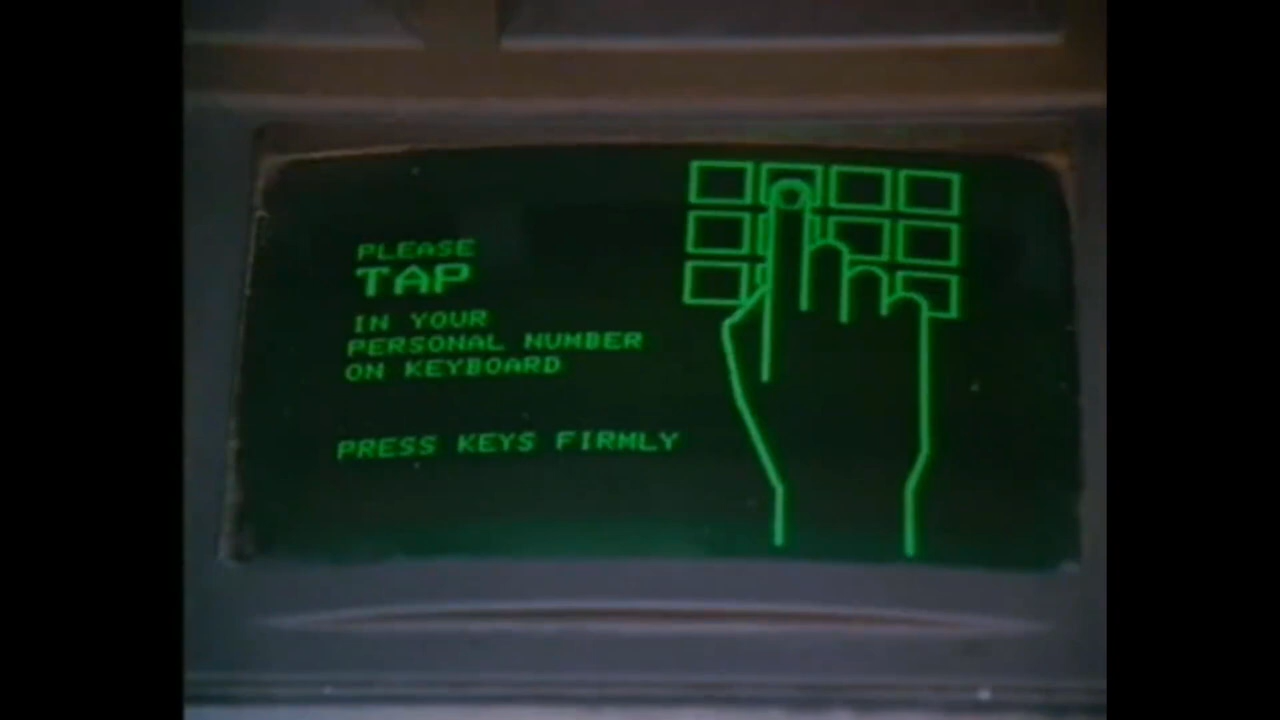 PLEASE
TAP
IN YOUR
PERSONAL NUMBER
ON KEYBOARD
PRESS KEYS FIRMLY